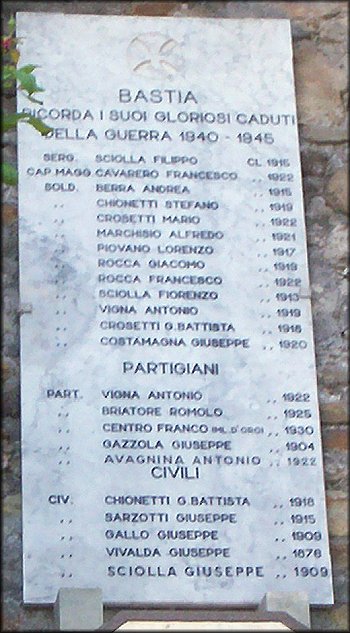 BASTIA
RICORDA I SUOI GLORIOSI CADUTI
DELLA GUERRA 1940 - 1945
SERG. SCIOLLA FILIPPO CL 1915
CAP.MAGG. CAVARERO FRANCESCO ,, 1922
SOLD. BERRA ANDREA ,, 1915
,, CHIONETTI STEFANO ,, 1919
,, CROSETTI MARIO ,, 1922
,, MARCHISIO ALFREDO ,, 1921
,, PIOVANO LORENZO ,, 1917
,, ROCCA GIACOMO ,, 1919
,, ROCCA FRANCESCO ,, 1922
,, SCIOLLA FIORENZO ,, 1913
,, VIGNA ANTONIO ,, 1919
,, CROSETTI G.BATTISTA ,, 1918
,, COSTAMAGNA GIUSEPPE ,, 1920
PARTIGIANI
PART. VIGNA ANTONIO ,, 1922
,, BRIATORE ROMOLO ,, 1925
,, CENTRO FRANCO (ML.D'ORO) ,, 1930
,, GAZZOLA GIUSEPPE ,, 1904
,, AVAGNINA ANTONIO ,, 1922
CIVILI
CIV. CHIONETTI G.BATTISTA ,, 1918
,, SARZOTTI GIUSEPPE ,, 1915
,, GALLO GIUSEPPE ,, 1909
,, VIVALDA GIUSEPPE ,, 1878
,, SCIOLLA GIUSEPPE ,, 1909